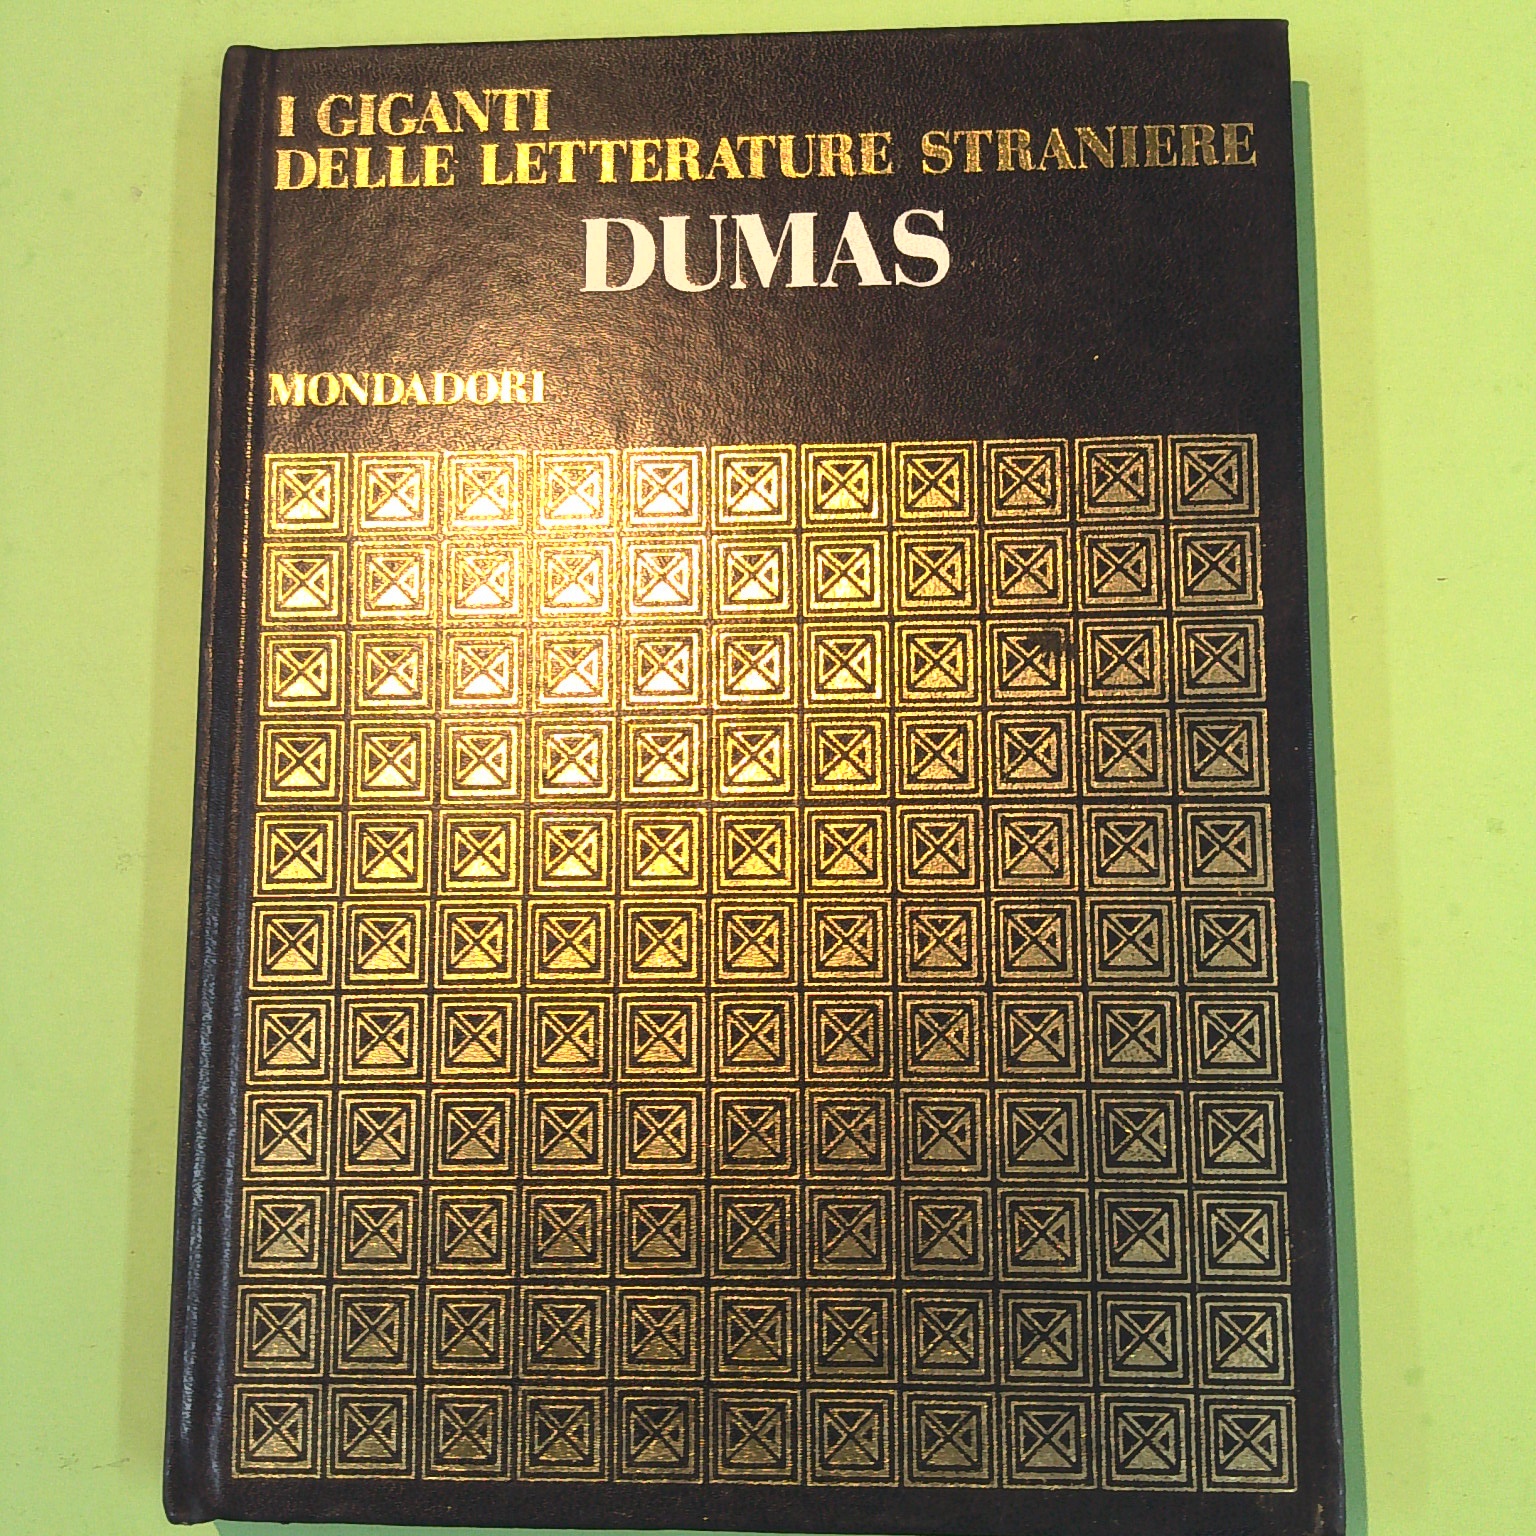 I GIGANTI
DELLE LETTERATURE STRANIERE
DUMAS
MONDADORI